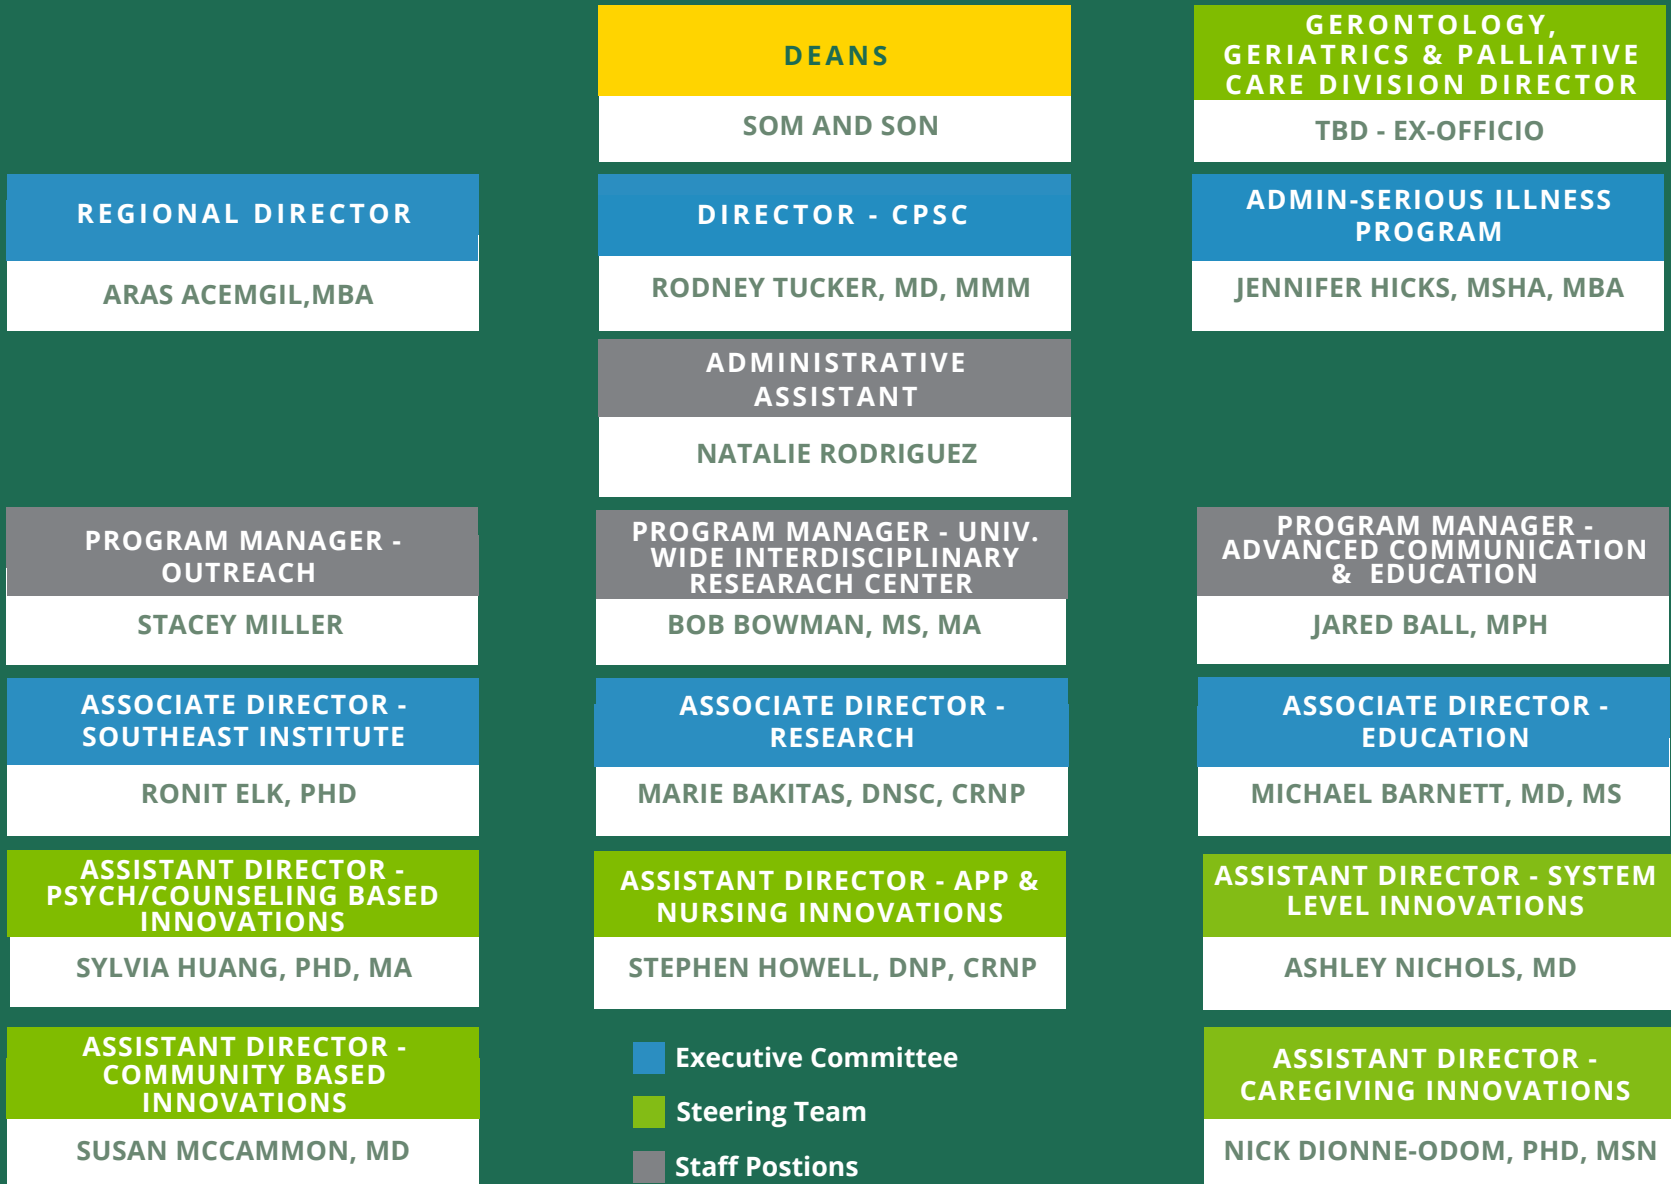 DEANS
SOM AND SON
GERONTOLOGY,
GERIATRICS & PALLIATIVE
CARE DIVISION DIRECTOR
TBD - EX-OFFICIO
REGIONAL DIRECTOR
ARAS ACEMGIL,MBA
DIRECTOR - CPSC
RODNEY TUCKER, MD, MMM
ADMIN-SERIOUS ILLNESS
PROGRAM
JENNIFER HICKS, MSHA, MBA
ADMINISTRATIVE
ASSISTANT
NATALIE RODRIGUEZ
PROGRAM MANAGER -
OUTREACH
STACEY MILLER
PROGRAM MANAGER - UNIV.
WIDE INTERDISCIPLINARY
RESEARACH CENTER
BOB BOWMAN, MS, MA
PROGRAM MANAGER -
ADVANCED COMMUNICATION
& EDUCATION
JARED BALL, MPH
ASSOCIATE DIRECTOR -
SOUTHEAST INSTITUTE
RONIT ELK, PHD
ASSOCIATE DIRECTOR -
RESEARCH
MARIE BAKITAS, DNSC, CRNP
ASSOCIATE DIRECTOR -
EDUCATION
MICHAEL BARNETT, MD, MS
ASSISTANT DIRECTOR -
PSYCH/COUNSELING BASED
INNOVATIONS
SYLVIA HUANG, PHD, MA
ASSISTANT DIRECTOR - APP &
NURSING INNOVATIONS
STEPHEN HOWELL, DNP, CRNP
ASSISTANT DIRECTOR - SYSTEM
LEVEL INNOVATIONS
ASHLEY NICHOLS, MD
ASSISTANT DIRECTOR -
COMMUNITY BASED
INNOVATIONS
SUSAN MCCAMMON, MD
Executive Committee
Steering Team
Staff Postions
ASSISTANT DIRECTOR -
CAREGIVING INNOVATIONS
NICK DIONNE-ODOM, PHD, MSN